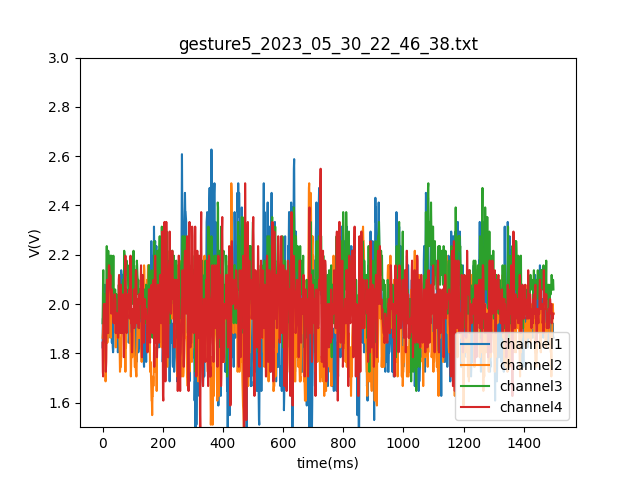 gesture5_2023_05_30_22_46_38.txt
3.0
2.8
2.6
2.4
2.2
2.0
1.8
1.6
V(V)
0 200 400 600 800 1000 1200 1400
time(ms)
channel1
channel2
channel3
channel4